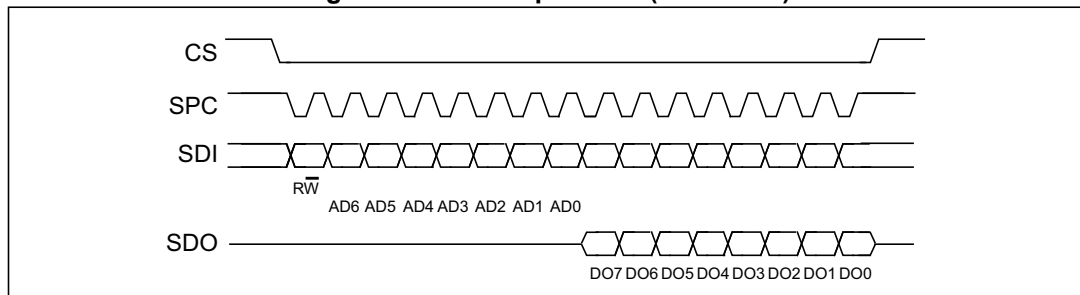 CS
SPC
SDI
RW̅
AD6 AD5 AD4 AD3 AD2 AD1 AD0
SDO
DO7 DO6 DO5 DO4 DO3 DO2 DO1 DO0